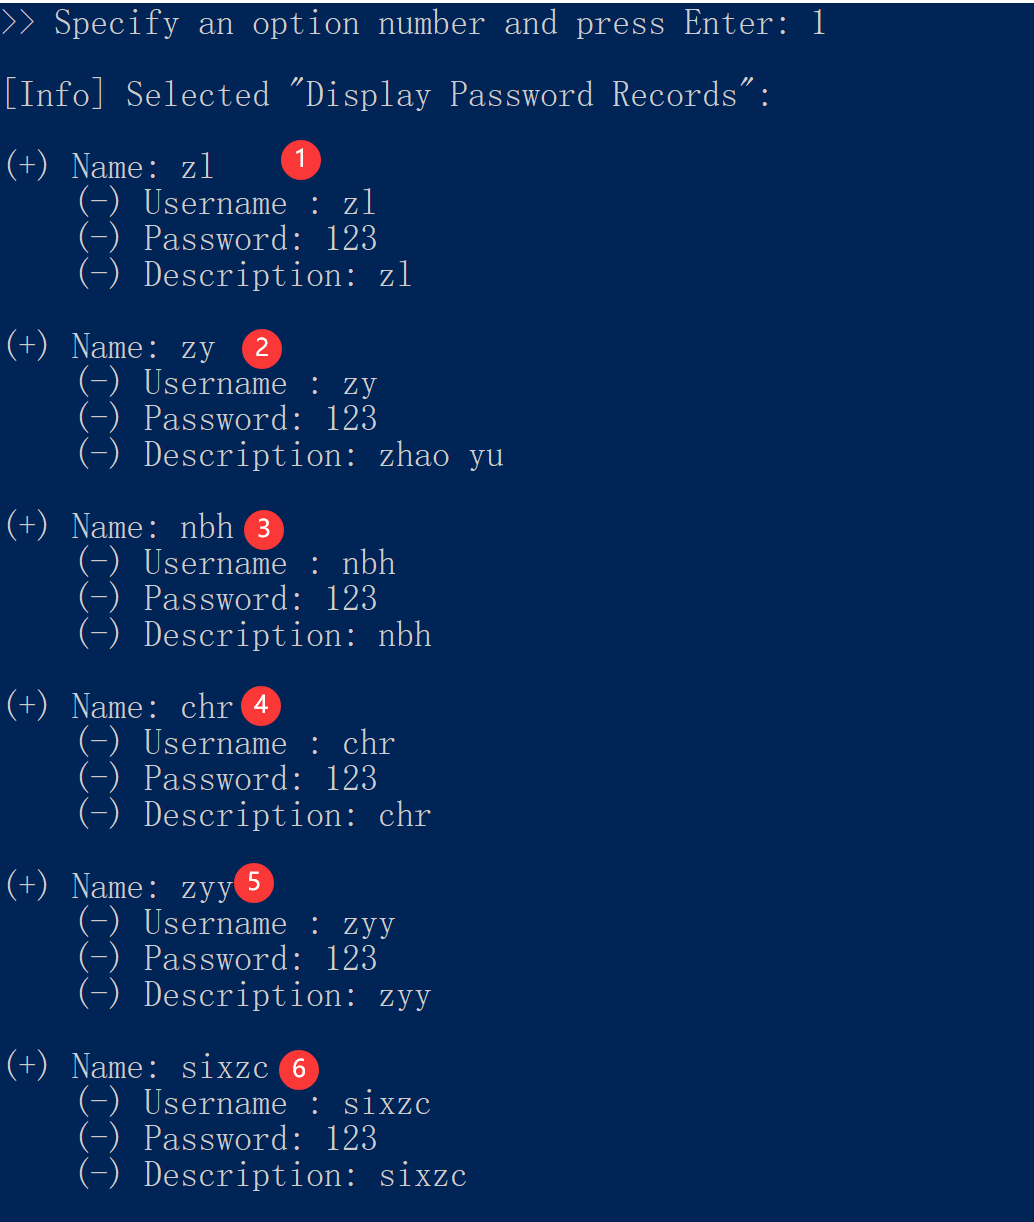 >> Specify an option number and press Enter: 1
[Info] Selected "Display Password Records":
(+) Name: zl 1
(-) Username : zl
(-) Password: 123
(-) Description: zl
(+) Name: zy 2
(-) Username : zy
(-) Password: 123
(-) Description: zhao yu
(+) Name: nbh 3
(-) Username : nbh
(-) Password: 123
(-) Description: nbh
(+) Name: chr 4
(-) Username : chr
(-) Password: 123
(-) Description: chr
(+) Name: zyy 5
(-) Username : zyy
(-) Password: 123
(-) Description: zyy
(+) Name: sixzc 6
(-) Username : sixzc
(-) Password: 123
(-) Description: sixzc